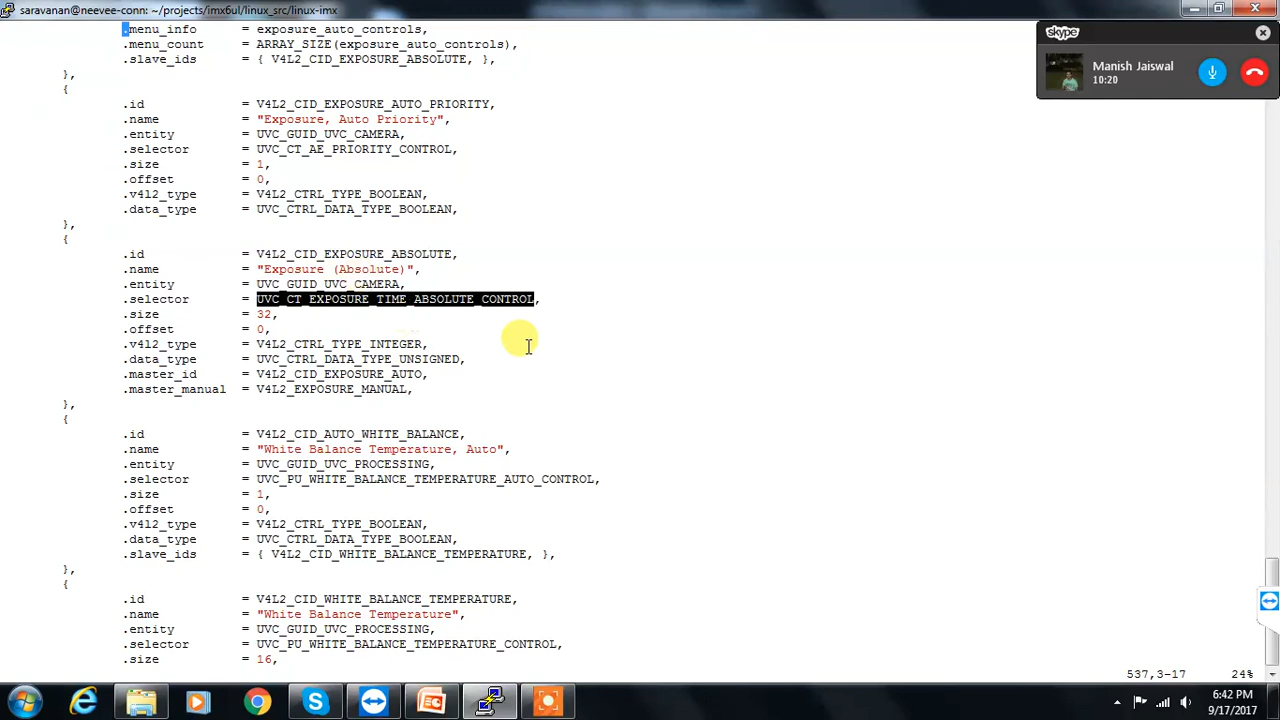 saravanan@neevee-conn: ~/projects/imx6ul/linux_src/linux-imx
.menu_info = exposure_auto_controls,
.menu_count = ARRAY_SIZE(exposure_auto_controls),
.slave_ids = { V4L2_CID_EXPOSURE_ABSOLUTE, },
},
{
.id = V4L2_CID_EXPOSURE_AUTO_PRIORITY,
.name = "Exposure, Auto Priority",
.entity = UVC_GUID_UVC_CAMERA,
.selector = UVC_CT_AE_PRIORITY_CONTROL,
.size = 1,
.offset = 0,
.v4l2_type = V4L2_CTRL_TYPE_BOOLEAN,
.data_type = UVC_CTRL_DATA_TYPE_BOOLEAN,
},
{
.id = V4L2_CID_EXPOSURE_ABSOLUTE,
.name = "Exposure (Absolute)",
.entity = UVC_GUID_UVC_CAMERA,
.selector = UVC_CT_EXPOSURE_TIME_ABSOLUTE_CONTROL,
.size = 32,
.offset = 0,
.v4l2_type = V4L2_CTRL_TYPE_INTEGER,
.data_type = UVC_CTRL_DATA_TYPE_UNSIGNED,
.master_id = V4L2_CID_EXPOSURE_AUTO,
.master_manual = V4L2_EXPOSURE_MANUAL,
},
{
.id = V4L2_CID_AUTO_WHITE_BALANCE,
.name = "White Balance Temperature, Auto",
.entity = UVC_GUID_UVC_PROCESSING,
.selector = UVC_PU_WHITE_BALANCE_TEMPERATURE_AUTO_CONTROL,
.size = 1,
.offset = 0,
.v4l2_type = V4L2_CTRL_TYPE_BOOLEAN,
.data_type = UVC_CTRL_DATA_TYPE_BOOLEAN,
.slave_ids = { V4L2_CID_WHITE_BALANCE_TEMPERATURE, },
},
{
.id = V4L2_CID_WHITE_BALANCE_TEMPERATURE,
.name = "White Balance Temperature",
.entity = UVC_GUID_UVC_PROCESSING,
.selector = UVC_PU_WHITE_BALANCE_TEMPERATURE_CONTROL,
.size = 16,
537,3-17 24%
skype
Manish Jaiswal
10:20
6:42 PM
9/17/2017